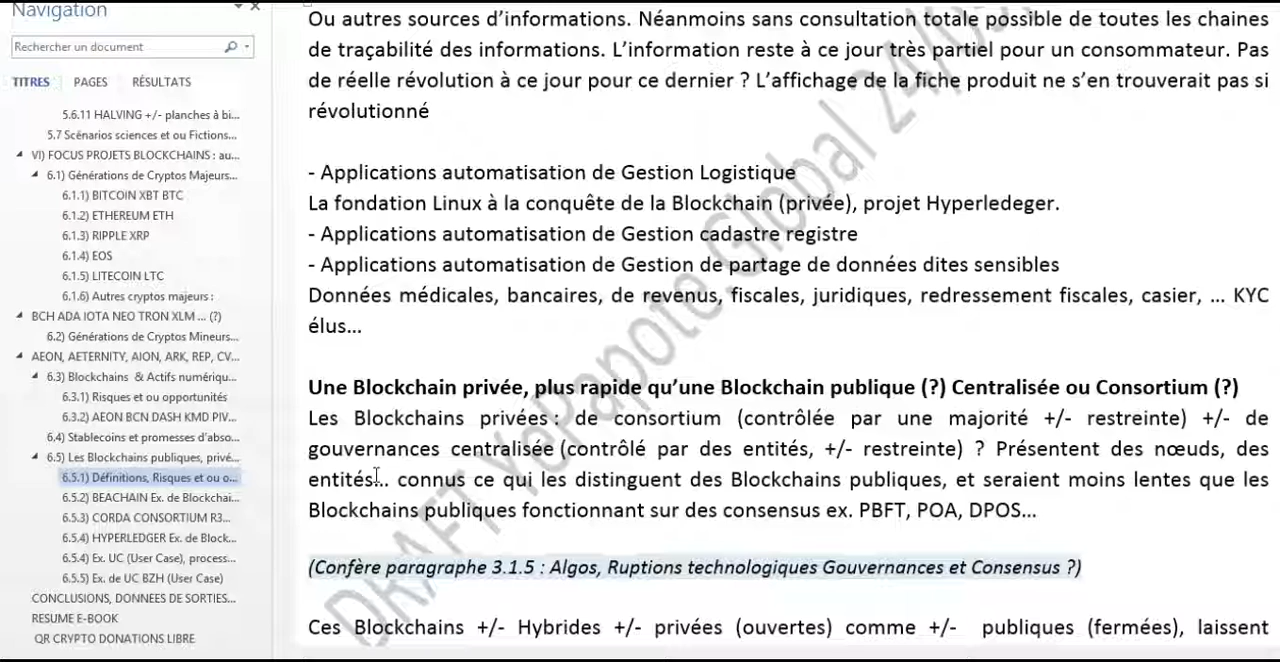 Navigation
Rechercher un document
TITRES PAGES RÉSULTATS
5.6.11 HALVING +/- planches à bi...
5.7 Scénarios sciences et ou Fictions...
VI) FOCUS PROJETS BLOCKCHAINS : au...
6.1) Générations de Cryptos Majeurs...
6.1.1) BITCOIN XBT BTC
6.1.2) ETHEREUM ETH
6.1.3) RIPPLE XRP
6.1.4) EOS
6.1.5) LITECOIN LTC
6.1.6) Autres cryptos majeurs :
BCH ADA IOTA NEO TRON XLM ... (?)
6.2) Générations de Cryptos Mineurs...
AEON, AETERNITY, AION, ARK, REP, CV...
6.3) Blockchains & Actifs numériqu...
6.3.1) Risques et ou opportunités
6.3.2) AEON BCN DASH KMD PIV...
6.4) Stablecoins et promesses d'abso...
6.5) Les Blockchains publiques, privé...
6.5.1) Définitions, Risques et ou o...
6.5.2) BEACHAIN Ex. de Blockchai...
6.5.3) CORDA CONSORTIUM R3...
6.5.4) HYPERLEDGER Ex. de Block...
6.5.4) Ex. UC (User Case), process...
6.5.5) Ex. de UC BZH (User Case)
CONCLUSIONS, DONNEES DE SORTIES...
RESUME E-BOOK
QR CRYPTO DONATIONS LIBRE
Ou autres sources d'informations. Néanmoins sans consultation totale possible de toutes les chaines
de traçabilité des informations. L'information reste à ce jour très partiel pour un consommateur. Pas
de réelle révolution à ce jour pour ce dernier ? L'affichage de la fiche produit ne s'en trouverait pas si
révolutionné
- Applications automatisation de Gestion Logistique
La fondation Linux à la conquête de la Blockchain (privée), projet Hyperledeger.
- Applications automatisation de Gestion cadastre registre
- Applications automatisation de Gestion de partage de données dites sensibles
Données médicales, bancaires, de revenus, fiscales, juridiques, redressement fiscales, casier, ... KYC
élus...
Une Blockchain privée, plus rapide qu'une Blockchain publique (?) Centralisée ou Consortium (?)
Les Blockchains privées : de consortium (contrôlée par une majorité +/- restreinte) +/- de
gouvernances centralisée (contrôlé par des entités, +/- restreinte) ? Présentent des nœuds, des
entités... connus ce qui les distinguent des Blockchains publiques, et seraient moins lentes que les
Blockchains publiques fonctionnant sur des consensus ex. PBFT, POA, DPOS...
(Confère paragraphe 3.1.5 : Algos, Ruptions technologiques Gouvernances et Consensus ?)
Ces Blockchains +/- Hybrides +/- privées (ouvertes) comme +/- publiques (fermées), laissent
DRAFT YePapote.Global 24/